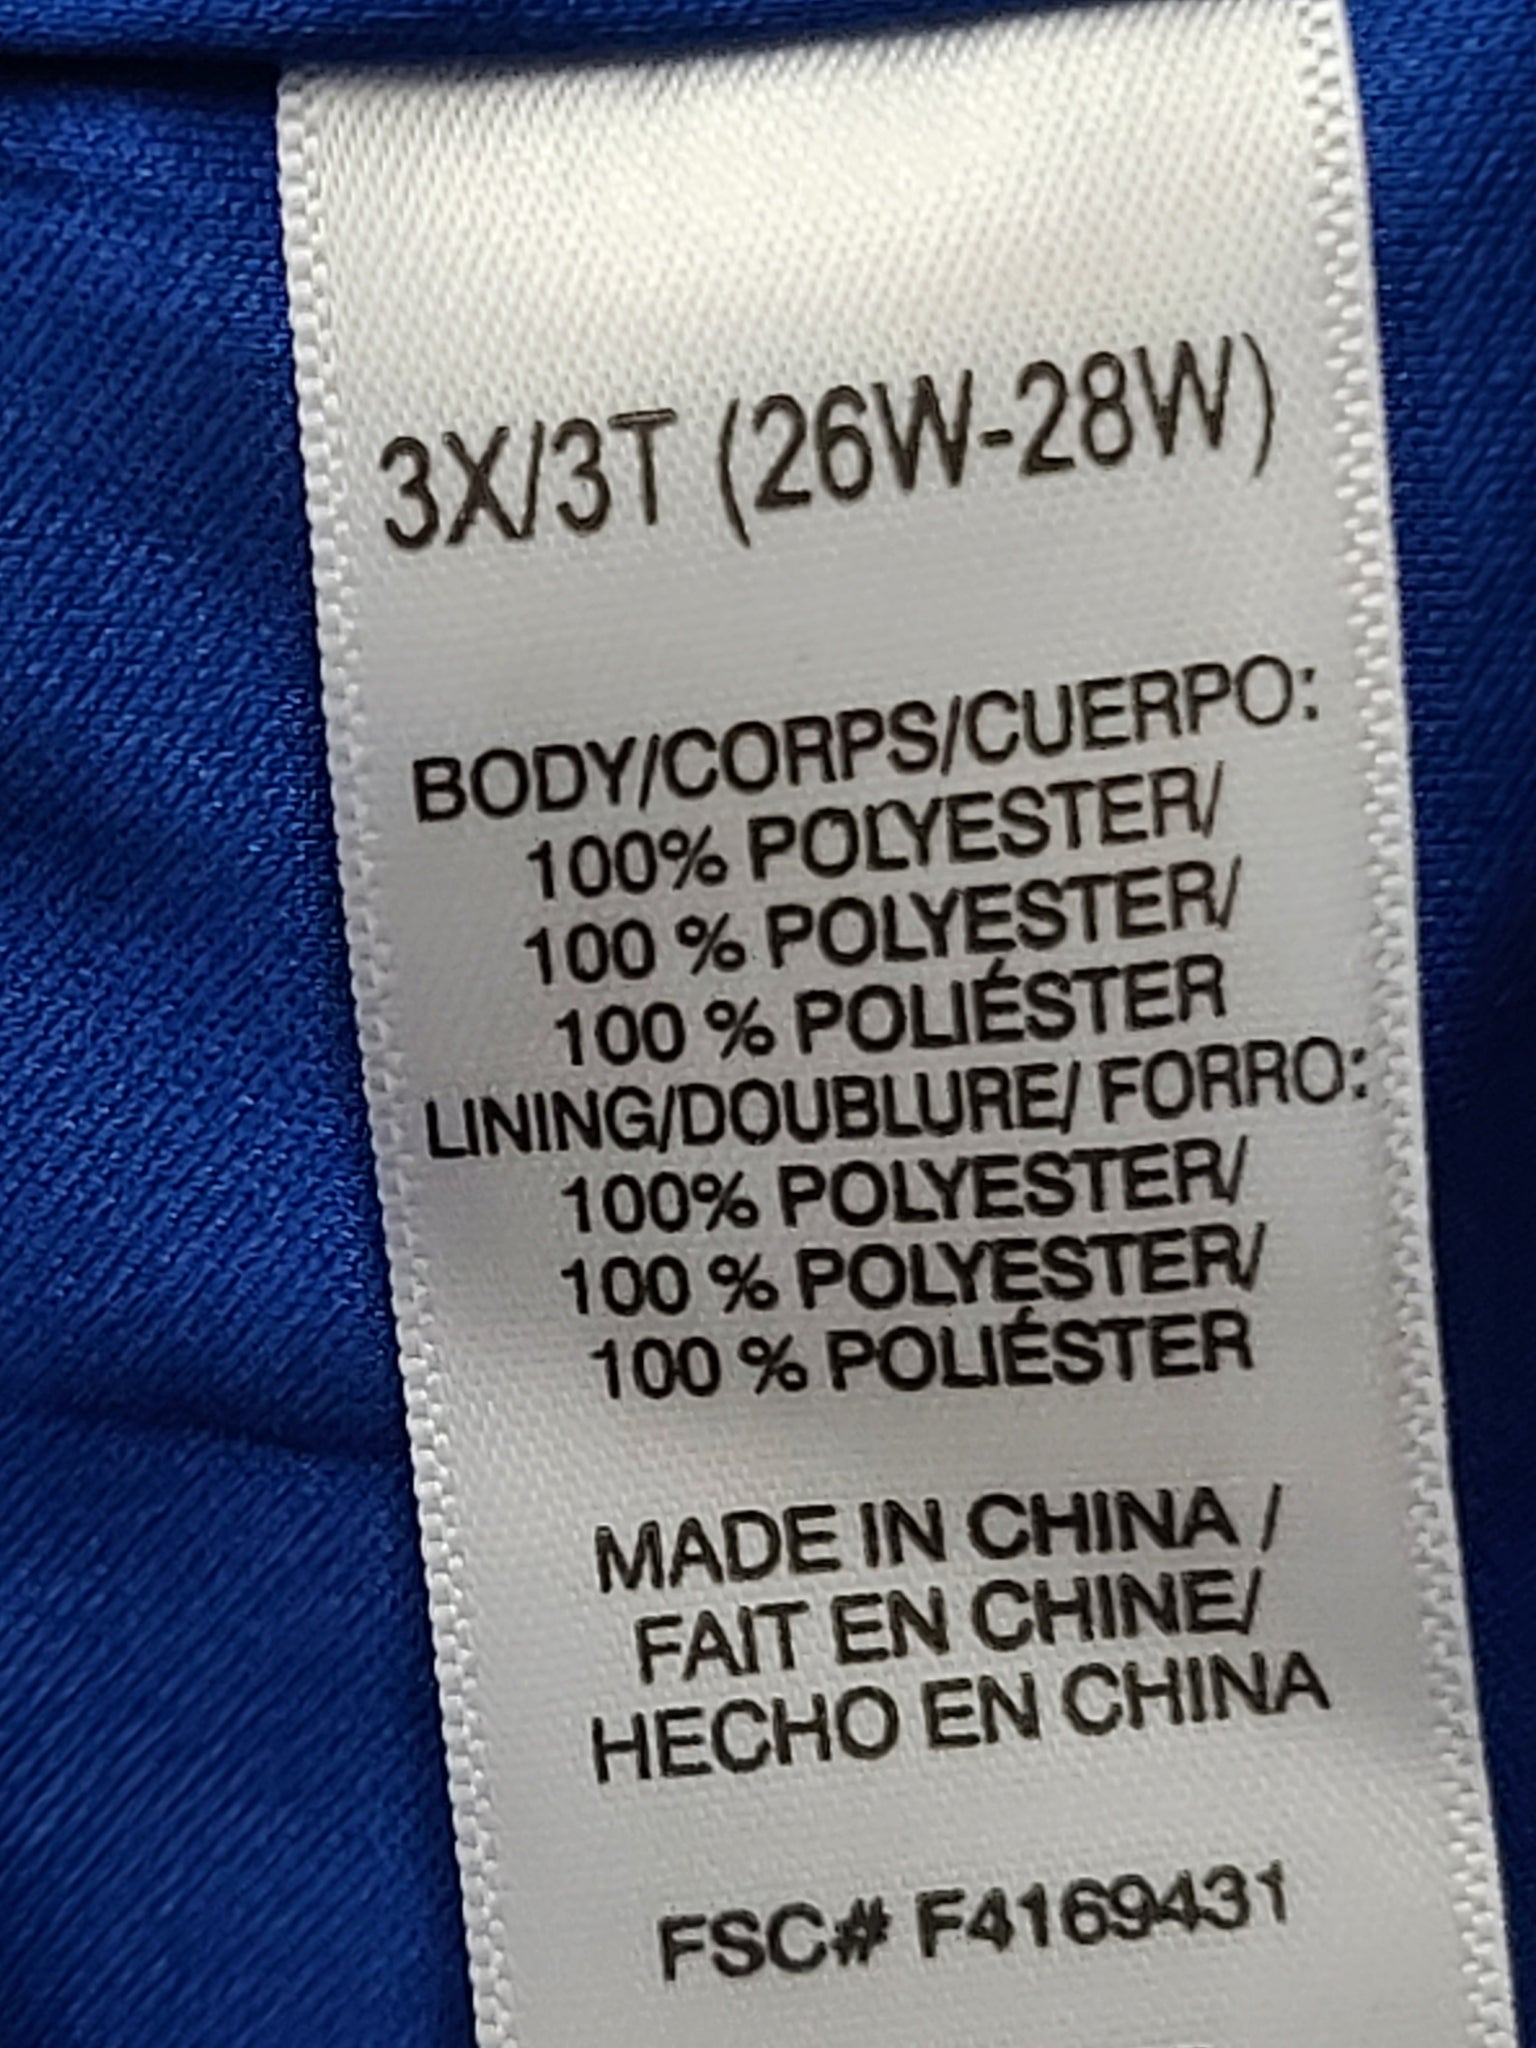 3X/3T (26W-28W)
BODY/CORPS/CUERPO:
100% POLYESTER/
100 % POLYESTER/
100 % POLIÉSTER
LINING/DOUBLURE/ FORRO:
100% POLYESTER/
100 % POLYESTER/
100 % POLIÉSTER
MADE IN CHINA /
FAIT EN CHINE/
HECHO EN CHINA
FSC# F4169431